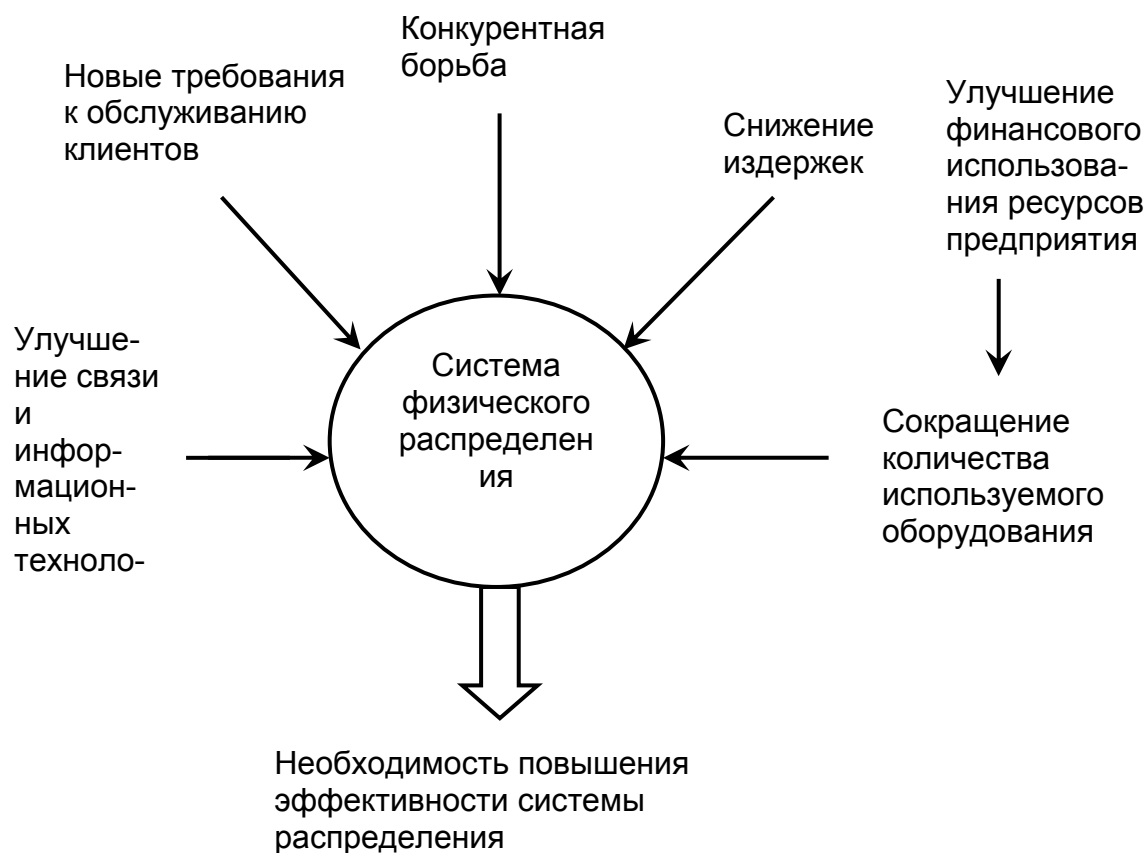 Конкурентная
борьба
Новые требования
к обслуживанию
клиентов
Снижение
издержек
Улучшение
финансового
использова-
ния ресурсов
предприятия
Улучше-
ние связи
и
инфор-
мацион-
ных
техноло-
Система
физического
распределен
ия
Сокращение
количества
используемого
оборудования
Необходимость повышения
эффективности системы
распределения